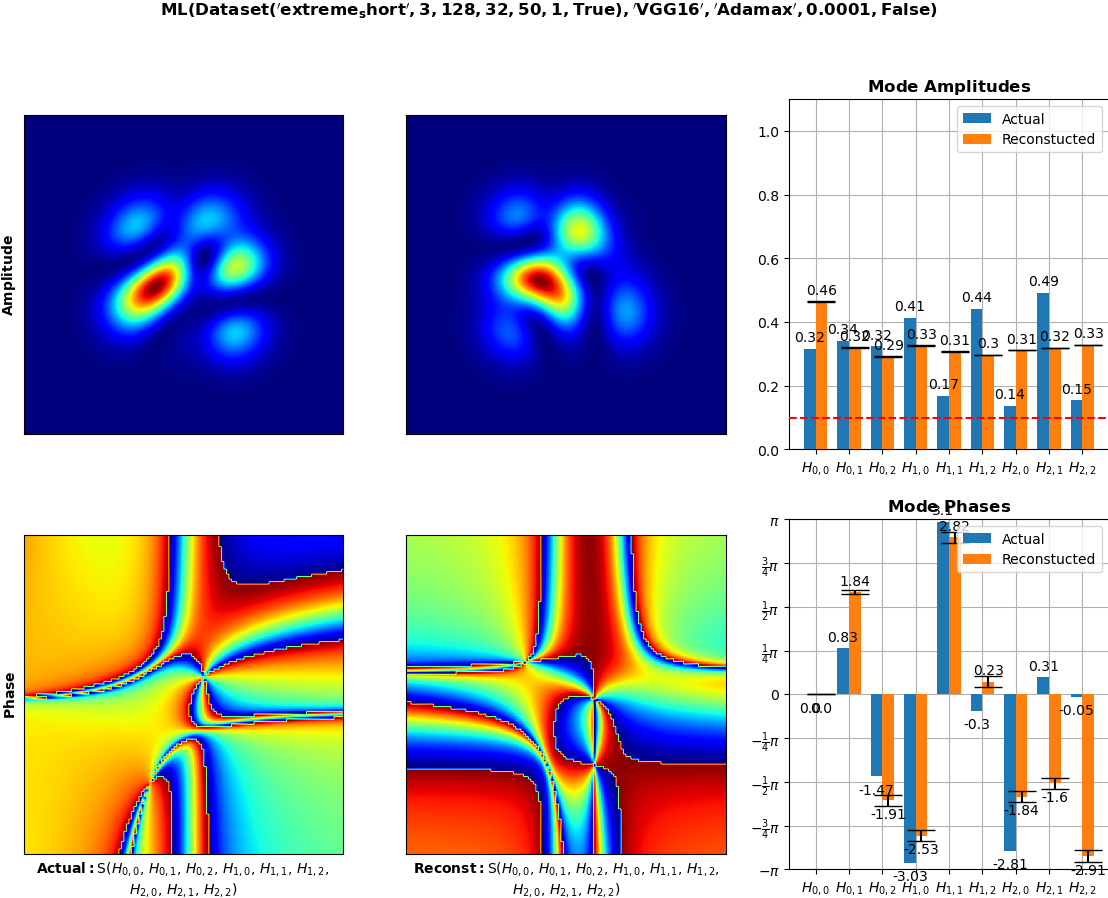 ML(Dataset('extreme_short', 3, 128, 32, 50, 1, True), 'VGG16', 'Adamax', 0.0001, False)
Amplitude
Mode Amplitudes
Actual
Reconstucted
1.0
0.8
0.6
0.4
0.2
0.0
0.32 0.46 0.34 0.32 0.32 0.29 0.41 0.33 0.17 0.31 0.44 0.3 0.14 0.31 0.49 0.32 0.15 0.33
H0,0 H0,1 H0,2 H1,0 H1,1 H1,2 H2,0 H2,1 H2,2
Phase
Mode Phases
Actual
Reconstucted
π
3/4π
1/2π
1/4π
0
−1/4π
−1/2π
−3/4π
−π
0.0 0.0 0.83 1.84 -1.47 -1.91 -3.03 -2.53 3.1 2.82 -0.3 0.23 -2.81 -1.84 0.31 -1.6 -0.05 -2.91
H0,0 H0,1 H0,2 H1,0 H1,1 H1,2 H2,0 H2,1 H2,2
Actual: S(H0,0, H0,1, H0,2, H1,0, H1,1, H1,2,
H2,0, H2,1, H2,2)
Reconst: S(H0,0, H0,1, H0,2, H1,0, H1,1, H1,2,
H2,0, H2,1, H2,2)